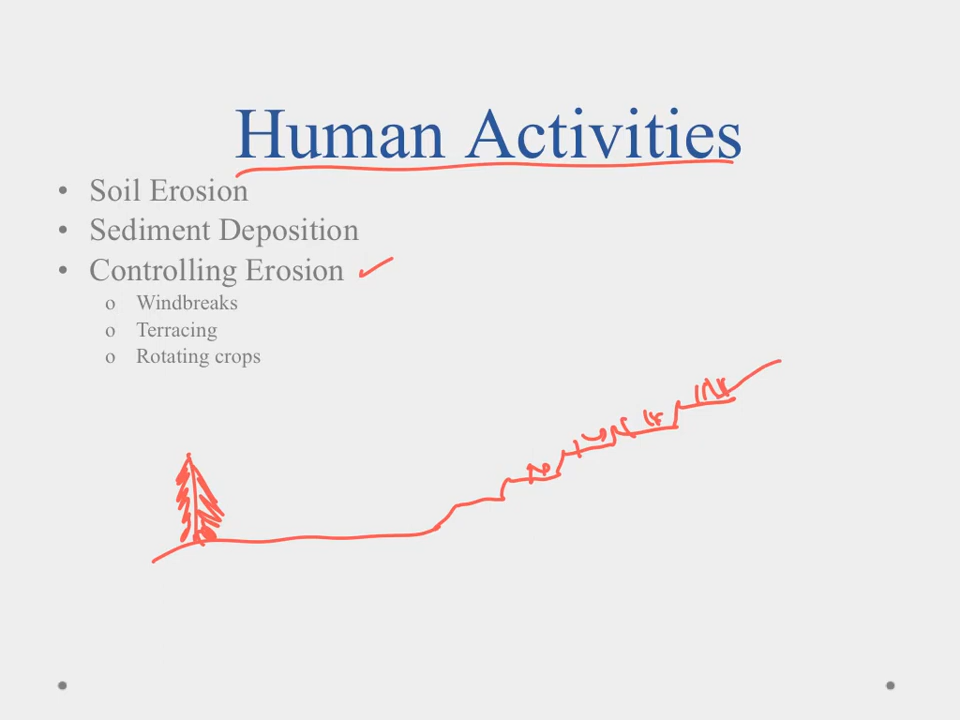 Human Activities
• Soil Erosion
• Sediment Deposition
• Controlling Erosion
o Windbreaks
o Terracing
o Rotating crops